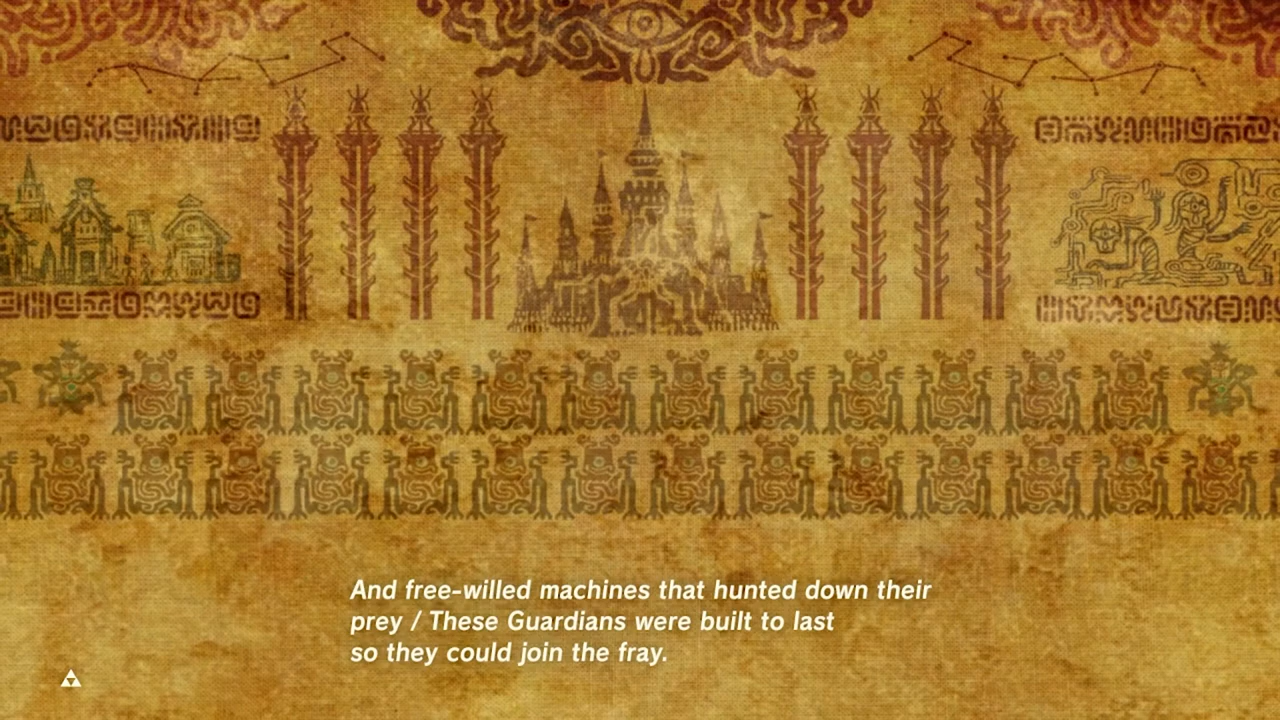 And free-willed machines that hunted down their
prey / These Guardians were built to last
so they could join the fray.